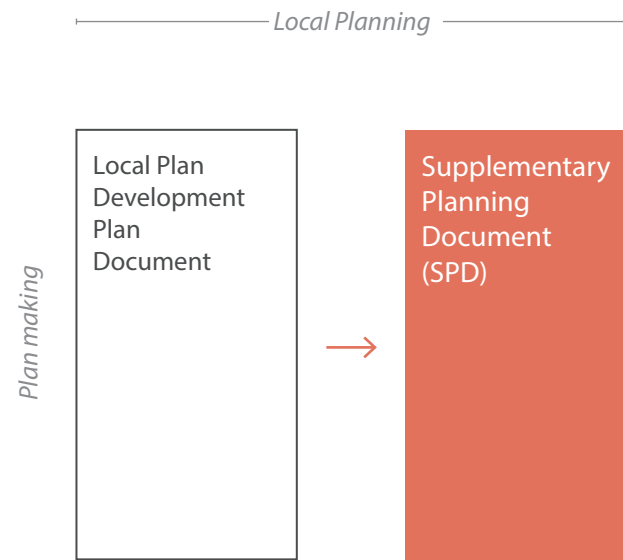 Local Planning
Local Plan
Development
Plan
Document
Supplementary
Planning
Document
(SPD)
Plan making